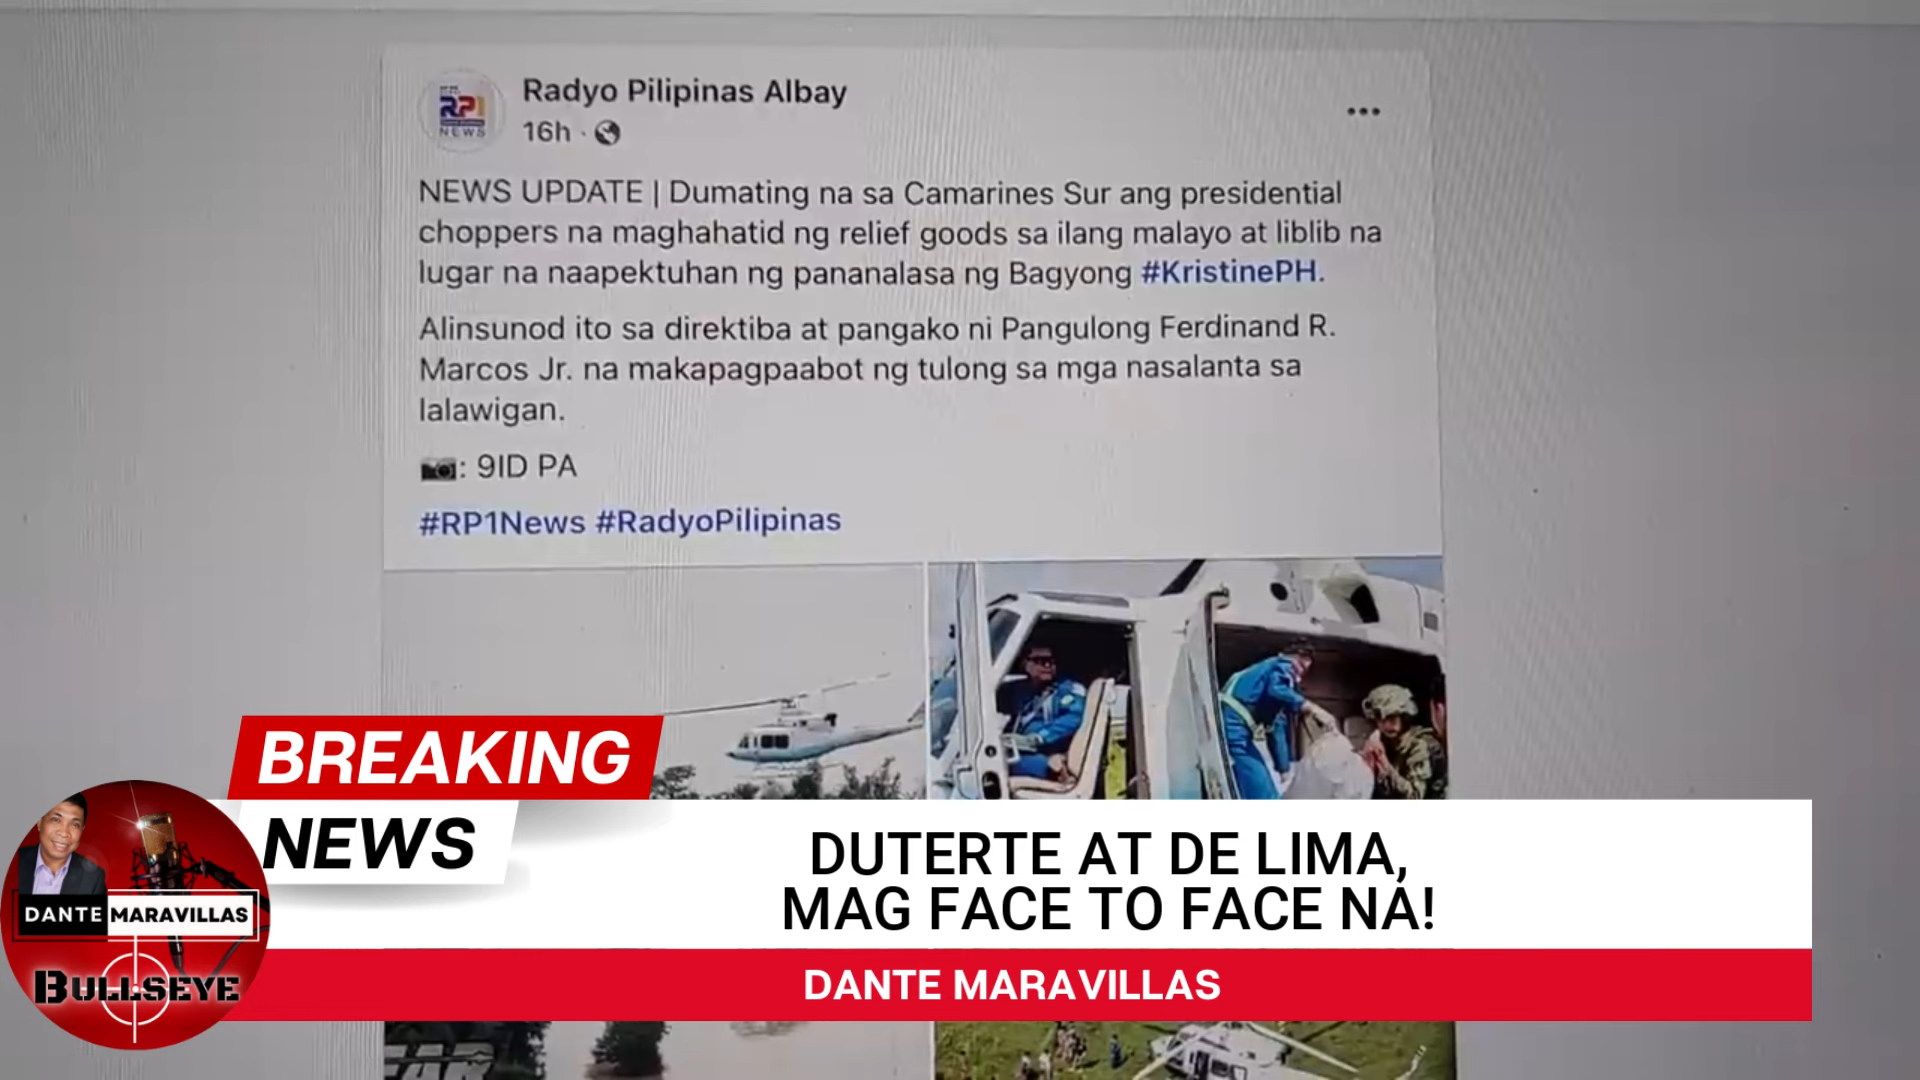 Radyo Pilipinas Albay
16h
RP1
NEWS
NEWS UPDATE | Dumating na sa Camarines Sur ang presidential
choppers na maghahatid ng relief goods sa ilang malayo at liblib na
lugar na naapektuhan ng pananalasa ng Bagyong #KristinePH.
Alinsunod ito sa direktiba at pangako ni Pangulong Ferdinand R.
Marcos Jr. na makapagpaabot ng tulong sa mga nasalanta sa
lalawigan.
: 9ID PA
#RP1News #RadyoPilipinas
BREAKING
NEWS
DUTERTE AT DE LIMA,
MAG FACE TO FACE NA!
DANTE MARAVILLAS
DANTE MARAVILLAS
BULLSEYE